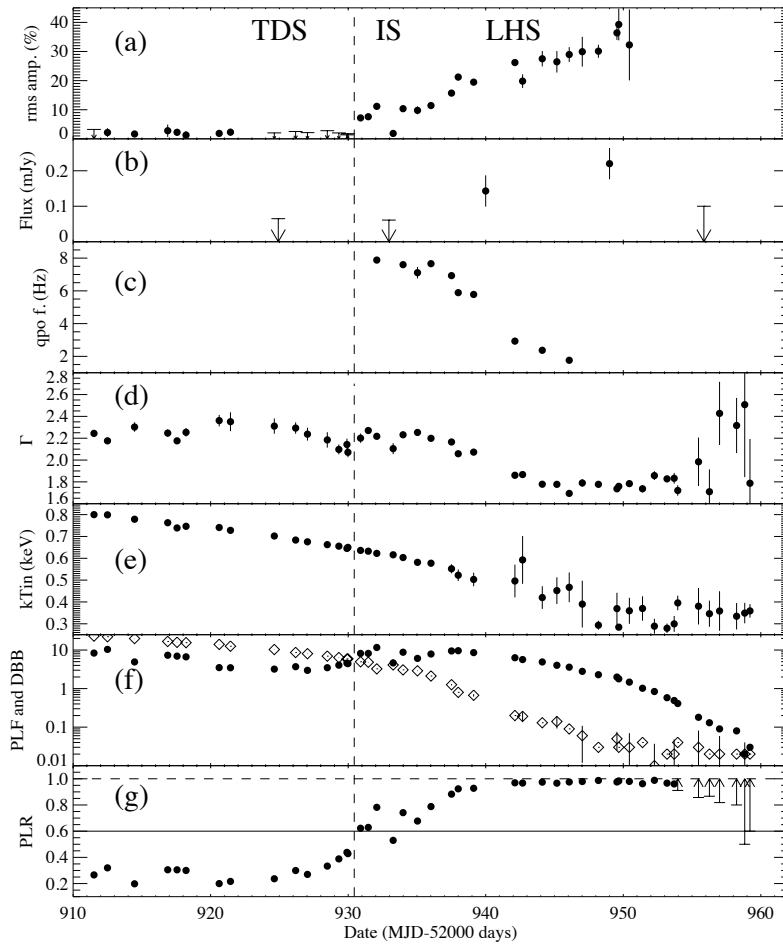 TDS IS LHS
(a)
rms amp. (%)
40
30
20
10
0
(b)
Flux (mJy)
0.2
0.1
0
(c)
qpo f. (Hz)
8
6
4
2
(d)
Γ
2.8
2.6
2.4
2.2
2.0
1.8
1.6
(e)
kTin (keV)
0.8
0.7
0.6
0.5
0.4
0.3
(f)
PLF and DBB
10
1
0.1
0.01
(g)
PLR
1.0
0.8
0.6
0.4
0.2
910 920 930 940 950 960
Date (MJD-52000 days)